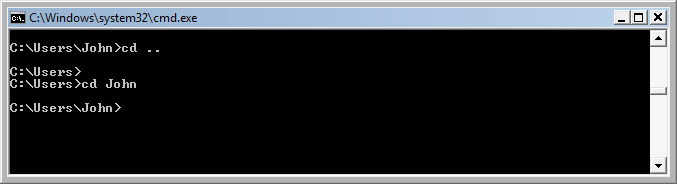 C:\Windows\system32\cmd.exe
C:\Users\John>cd ..
C:\Users>
C:\Users>cd John
C:\Users\John>